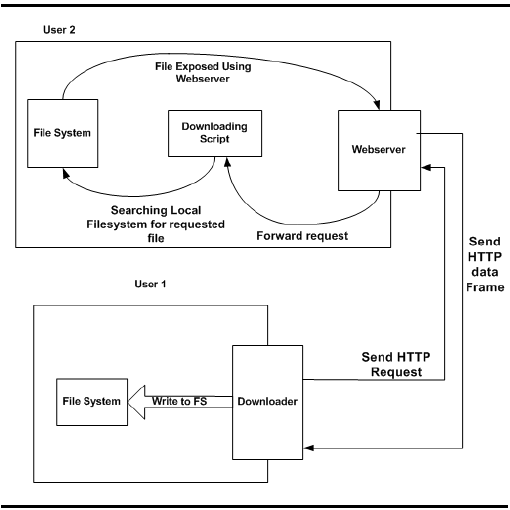 User 2
File Exposed Using
Webserver
File System
Downloading
Script
Webserver
Searching Local
Filesystem for requested
file
Forward request
Send
HTTP
data
Frame
User 1
Send HTTP
Request
File System
Write to FS
Downloader